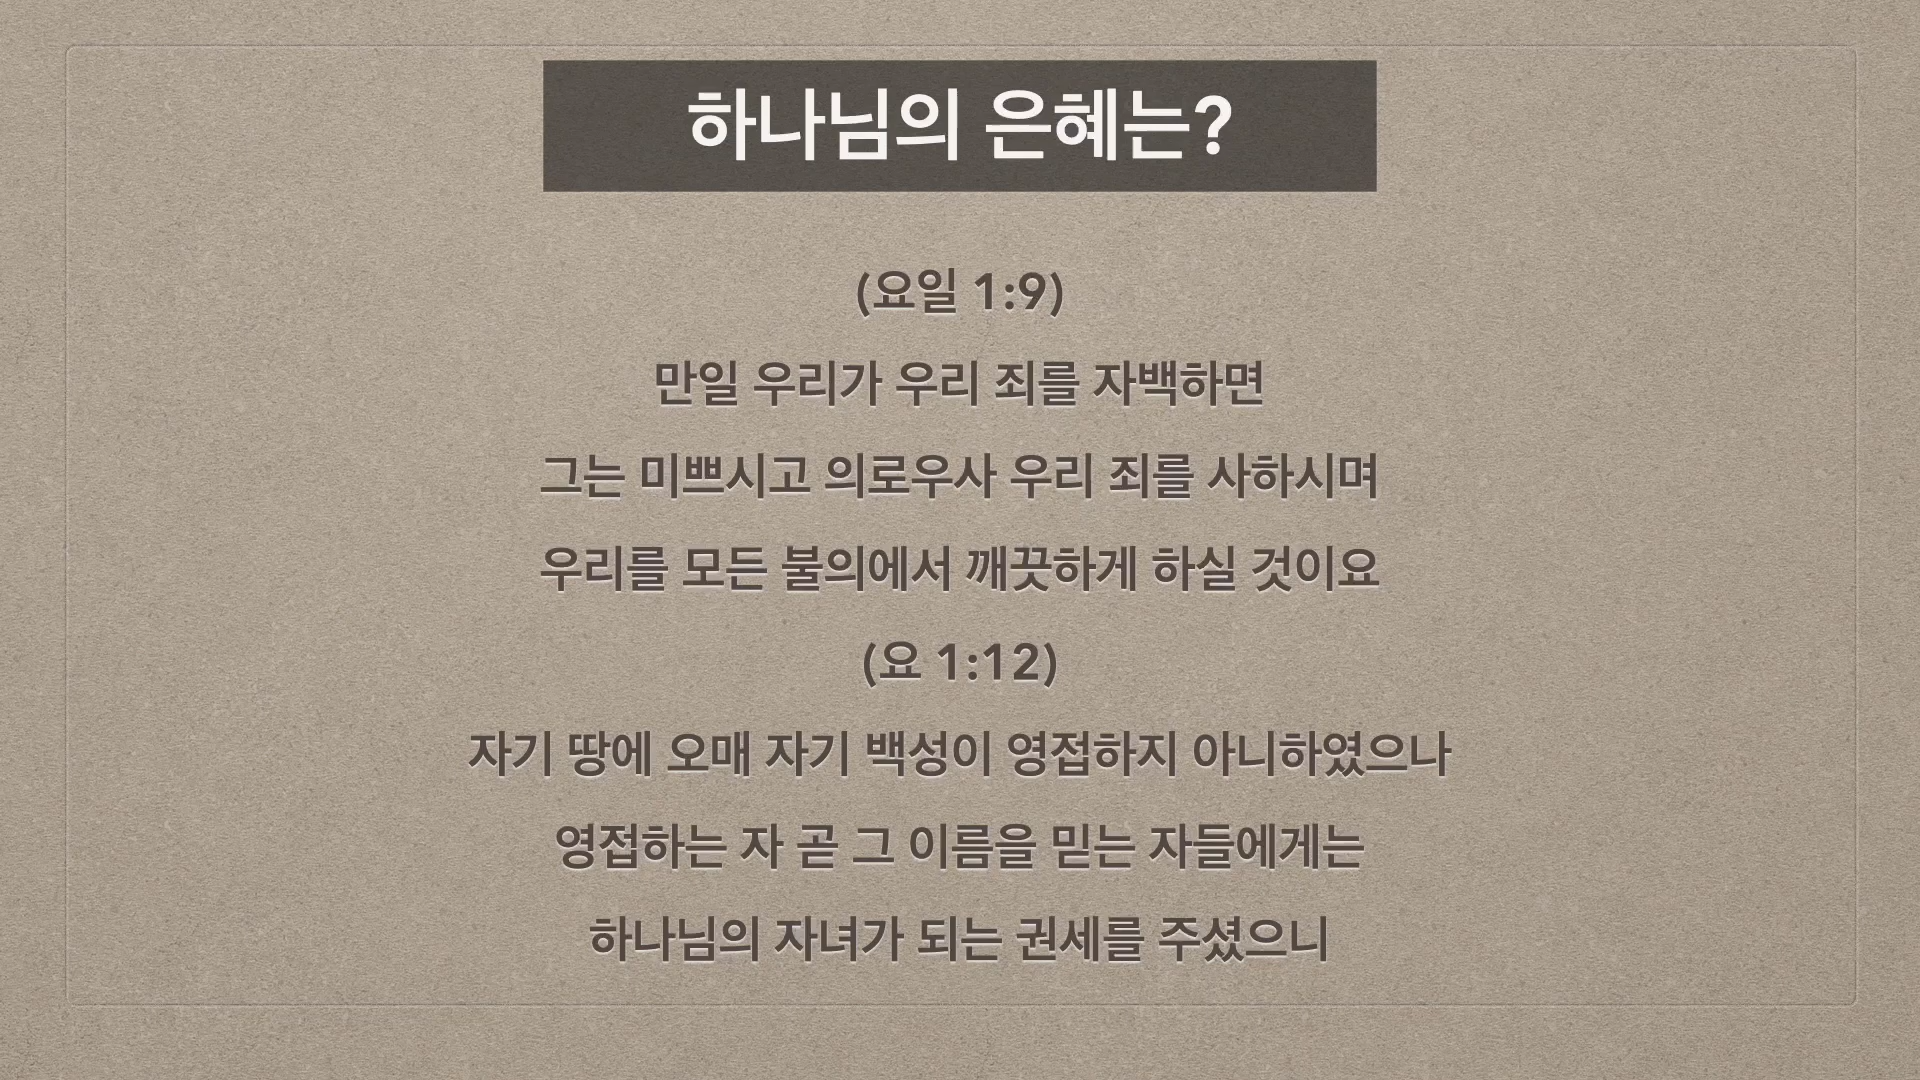 하나님의 은혜는?
(요일 1:9)
만일 우리가 우리 죄를 자백하면
그는 미쁘시고 의로우사 우리 죄를 사하시며
우리를 모든 불의에서 깨끗하게 하실 것이요
(요 1:12)
자기 땅에 오매 자기 백성이 영접하지 아니하였으나
영접하는 자 곧 그 이름을 믿는 자들에게는
하나님의 자녀가 되는 권세를 주셨으니